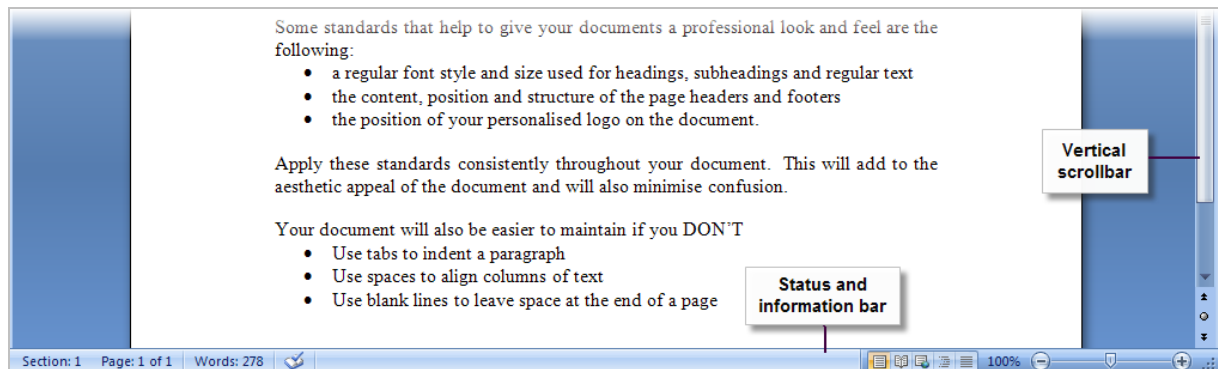 Some standards that help to give your documents a professional look and feel are the
following:
• a regular font style and size used for headings, subheadings and regular text
• the content, position and structure of the page headers and footers
• the position of your personalised logo on the document.
Apply these standards consistently throughout your document. This will add to the
aesthetic appeal of the document and will also minimise confusion.
Your document will also be easier to maintain if you DON'T
• Use tabs to indent a paragraph
• Use spaces to align columns of text
• Use blank lines to leave space at the end of a page
Vertical
scrollbar
Status and
information bar
Section: 1 Page: 1 of 1 Words: 278 100%